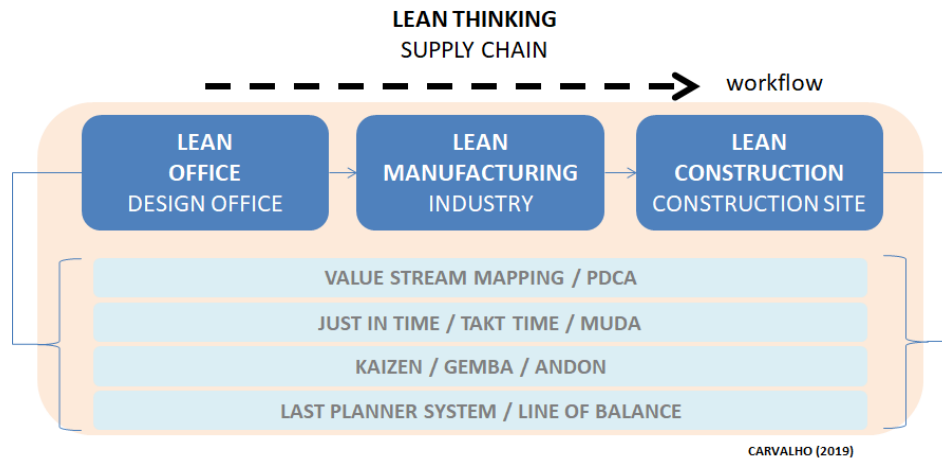 LEAN THINKING
SUPPLY CHAIN
workflow
LEAN
OFFICE
DESIGN OFFICE
LEAN
MANUFACTURING
INDUSTRY
LEAN
CONSTRUCTION
CONSTRUCTION SITE
VALUE STREAM MAPPING / PDCA
JUST IN TIME / TAKT TIME / MUDA
KAIZEN / GEMBA / ANDON
LAST PLANNER SYSTEM / LINE OF BALANCE
CARVALHO (2019)